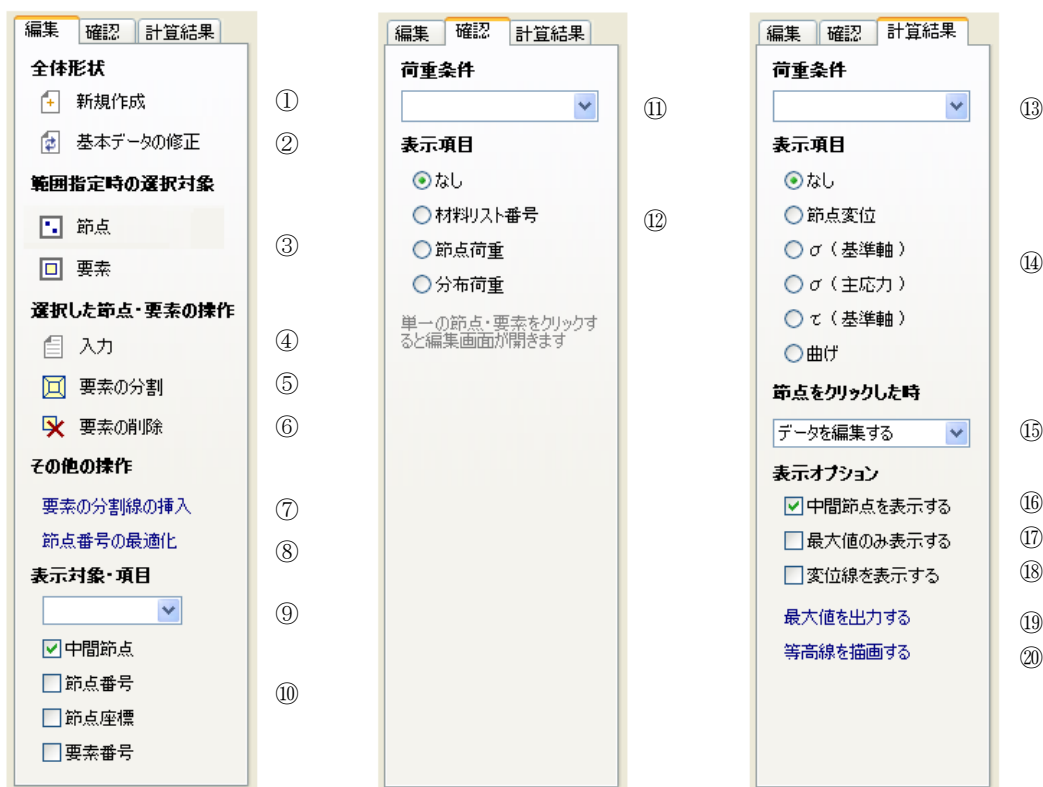 編集 確認 計算結果
全体形状
新規作成 ①
基本データの修正 ②
範囲指定時の選択対象
節点
③
要素
選択した節点・要素の操作
入力 ④
要素の分割 ⑤
要素の削除 ⑥
その他の操作
要素の分割線の挿入 ⑦
節点番号の最適化 ⑧
表示対象・項目
⑨
中間節点
節点番号
⑩
節点座標
要素番号
編集 確認 計算結果
荷重条件
⑪
表示項目
なし
材料リスト番号 ⑫
節点荷重
分布荷重
単一の節点・要素をクリックす
ると編集画面が開きます
編集 確認 計算結果
荷重条件
⑬
表示項目
なし
節点変位
σ(基準軸) ⑭
σ(主応力)
τ(基準軸)
曲げ
節点をクリックした時
データを編集する ⑮
表示オプション
中間節点を表示する ⑯
最大値のみ表示する ⑰
変位線を表示する ⑱
最大値を出力する ⑲
等高線を描画する ⑳